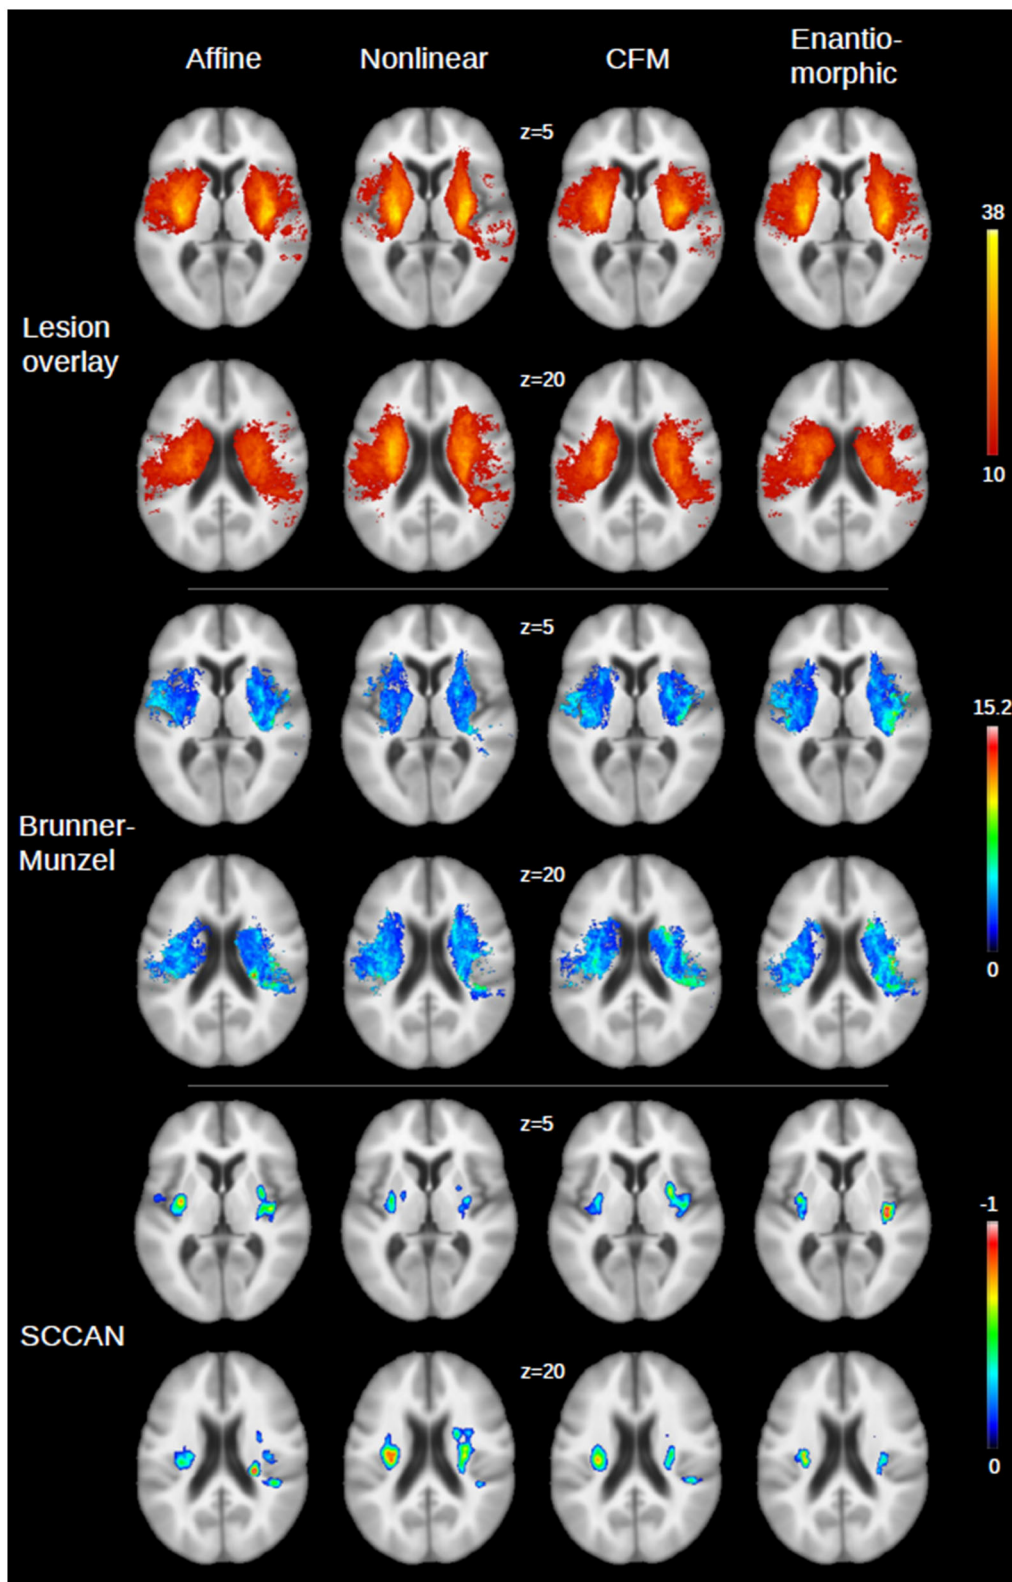 Affine
Nonlinear
CFM
Enantio-
morphic
z=5
38
Lesion
overlay
z=20
10
z=5
15.2
Brunner-
Munzel
z=20
0
z=5
-1
SCCAN
z=20
0